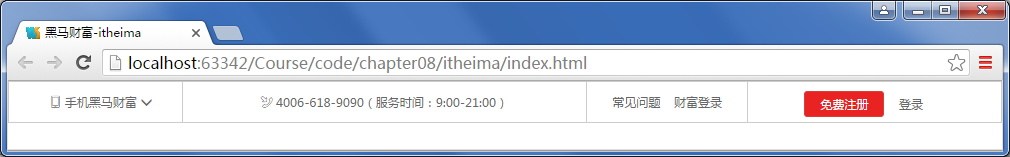 黑马财富-itheima
localhost:63342/Course/code/chapter08/itheima/index.html
手机黑马财富 4006-618-9090（服务时间：9:00-21:00） 常见问题 财富登录 免费注册 登录